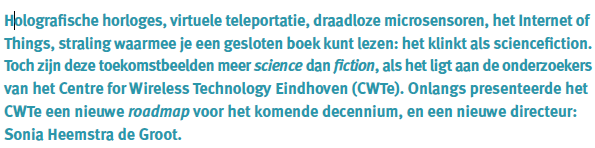 Holografische horloges, virtuele teleportatie, draadloze microsensoren, het Internet of
Things, straling waarmee je een gesloten boek kunt lezen: het klinkt als sciencefiction.
Toch zijn deze toekomstbeelden meer science dan fiction, als het ligt aan de onderzoekers
van het Centre for Wireless Technology Eindhoven (CWTe). Onlangs presenteerde het
CWTe een nieuwe roadmap voor het komende decennium, en een nieuwe directeur:
Sonia Heemstra de Groot.